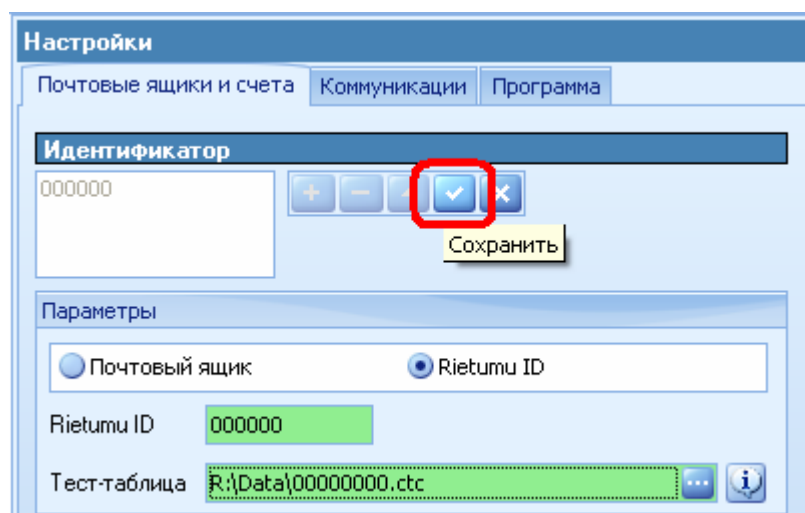 Настройки
Почтовые ящики и счета Коммуникации Программа
Идентификатор
000000
Сохранить
Параметры
Почтовый ящик Rietumu ID
Rietumu ID 000000
Тест-таблица R:\Data\00000000.ctc